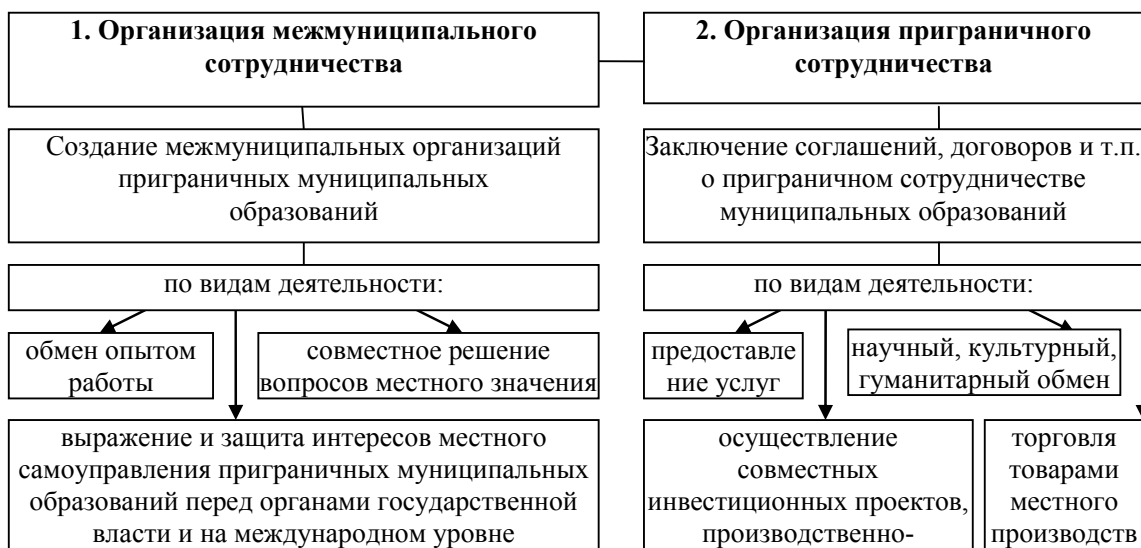 1. Организация межмуниципального
сотрудничества
2. Организация приграничного
сотрудничества
Создание межмуниципальных организаций
приграничных муниципальных
образований
Заключение соглашений, договоров и т.п.
о приграничном сотрудничестве
муниципальных образований
по видам деятельности:
по видам деятельности:
обмен опытом
работы
совместное решение
вопросов местного значения
предоставле
ние услуг
научный, культурный,
гуманитарный обмен
выражение и защита интересов местного
самоуправления приграничных муниципальных
образований перед органами государственной
власти и на международном уровне
осуществление
совместных
инвестиционных проектов,
производственно-
торговля
товарами
местного
производств